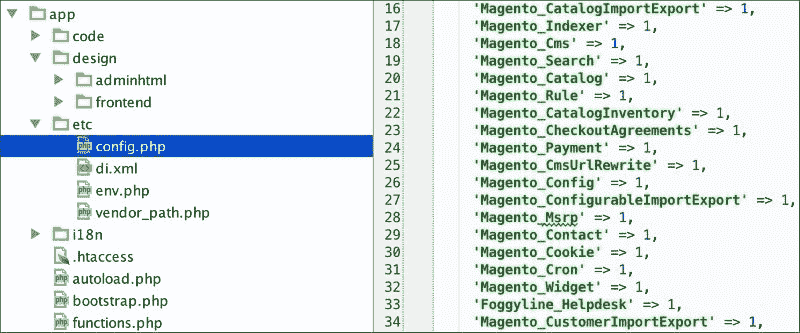 app
code
design
adminhtml
frontend
etc
config.php
di.xml
env.php
vendor_path.php
i18n
.htaccess
autoload.php
bootstrap.php
functions.php
16 'Magento_CatalogImportExport' => 1,
17 'Magento_Indexer' => 1,
18 'Magento_Cms' => 1,
19 'Magento_Search' => 1,
20 'Magento_Catalog' => 1,
21 'Magento_Rule' => 1,
22 'Magento_CatalogInventory' => 1,
23 'Magento_CheckoutAgreements' => 1,
24 'Magento_Payment' => 1,
25 'Magento_CmsUrlRewrite' => 1,
26 'Magento_Config' => 1,
27 'Magento_ConfigurableImportExport' => 1,
28 'Magento_Msrp' => 1,
29 'Magento_Contact' => 1,
30 'Magento_Cookie' => 1,
31 'Magento_Cron' => 1,
32 'Magento_Widget' => 1,
33 'Foggyline_Helpdesk' => 1,
34 'Magento_CustomerImportExport' => 1,